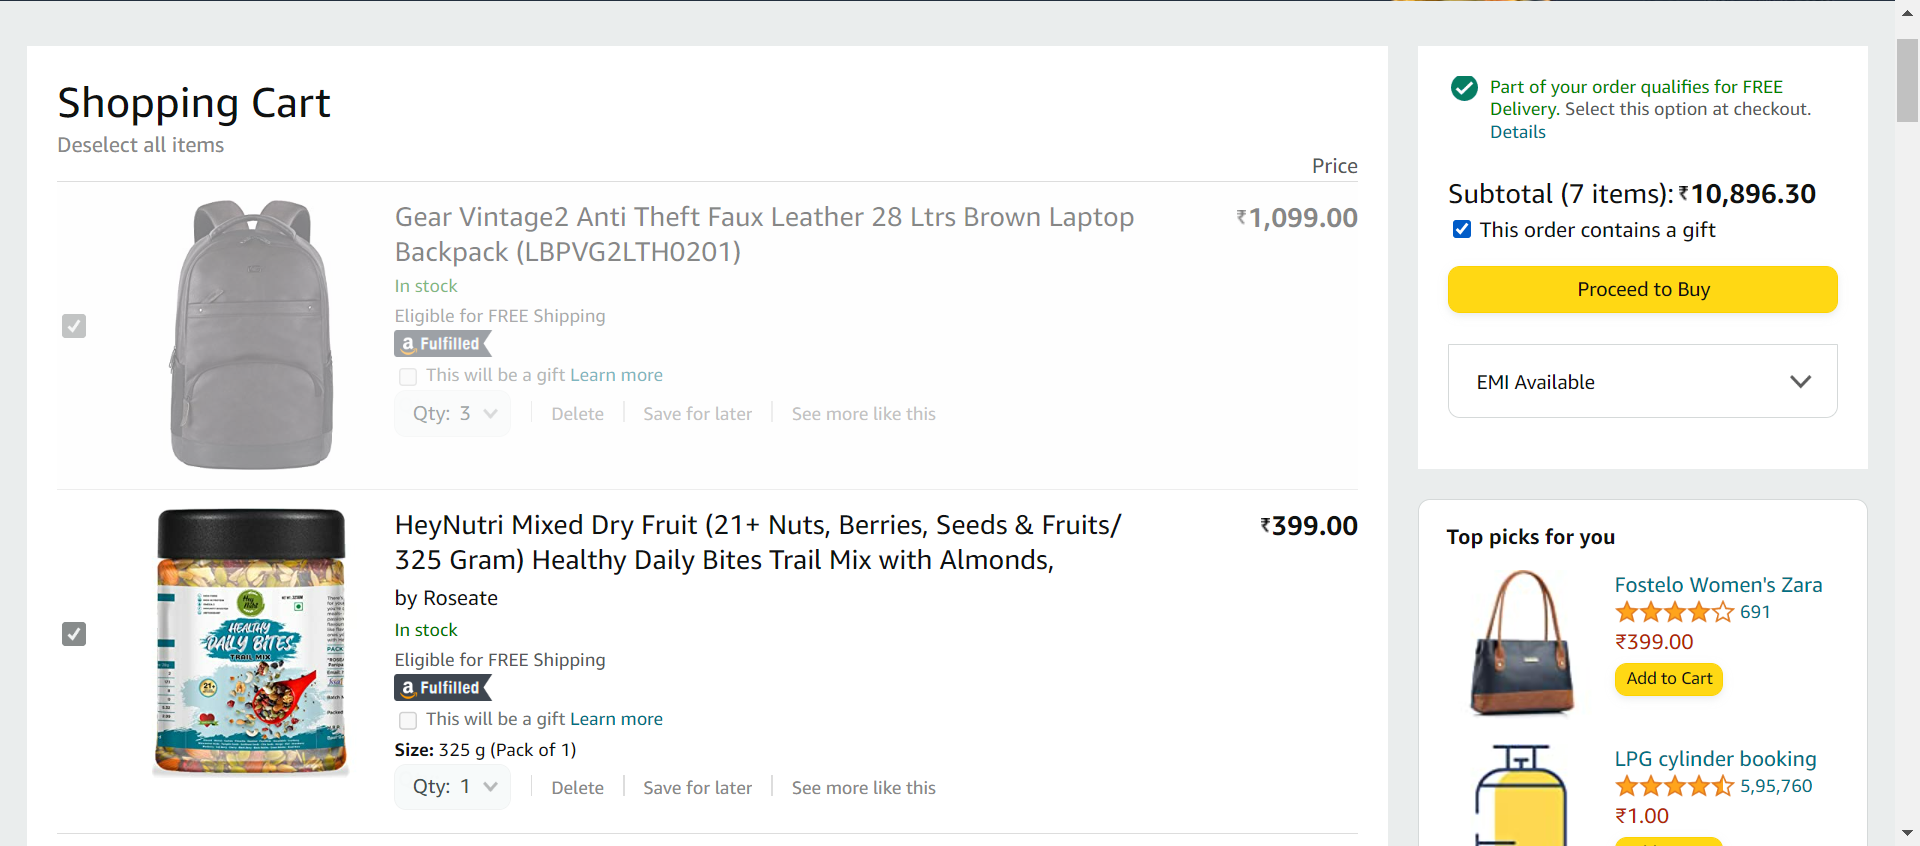 Shopping Cart
Deselect all items
Price
Gear Vintage2 Anti Theft Faux Leather 28 Ltrs Brown Laptop
Backpack (LBPVG2LTH0201)
₹1,099.00
In stock
Eligible for FREE Shipping
a Fulfilled
This will be a gift Learn more
Qty: 3
Delete
Save for later
See more like this
HeyNutri Mixed Dry Fruit (21+ Nuts, Berries, Seeds & Fruits/
325 Gram) Healthy Daily Bites Trail Mix with Almonds,
₹399.00
by Roseate
In stock
Eligible for FREE Shipping
a Fulfilled
This will be a gift Learn more
Size: 325 g (Pack of 1)
Qty: 1
Delete
Save for later
See more like this
HEALTHY
DAILY BITES
TRAIL MIX
21+
Part of your order qualifies for FREE
Delivery. Select this option at checkout.
Details
Subtotal (7 items): ₹10,896.30
This order contains a gift
Proceed to Buy
EMI Available
Top picks for you
Fostelo Women's Zara
691
₹399.00
Add to Cart
LPG cylinder booking
5,95,760
₹1.00